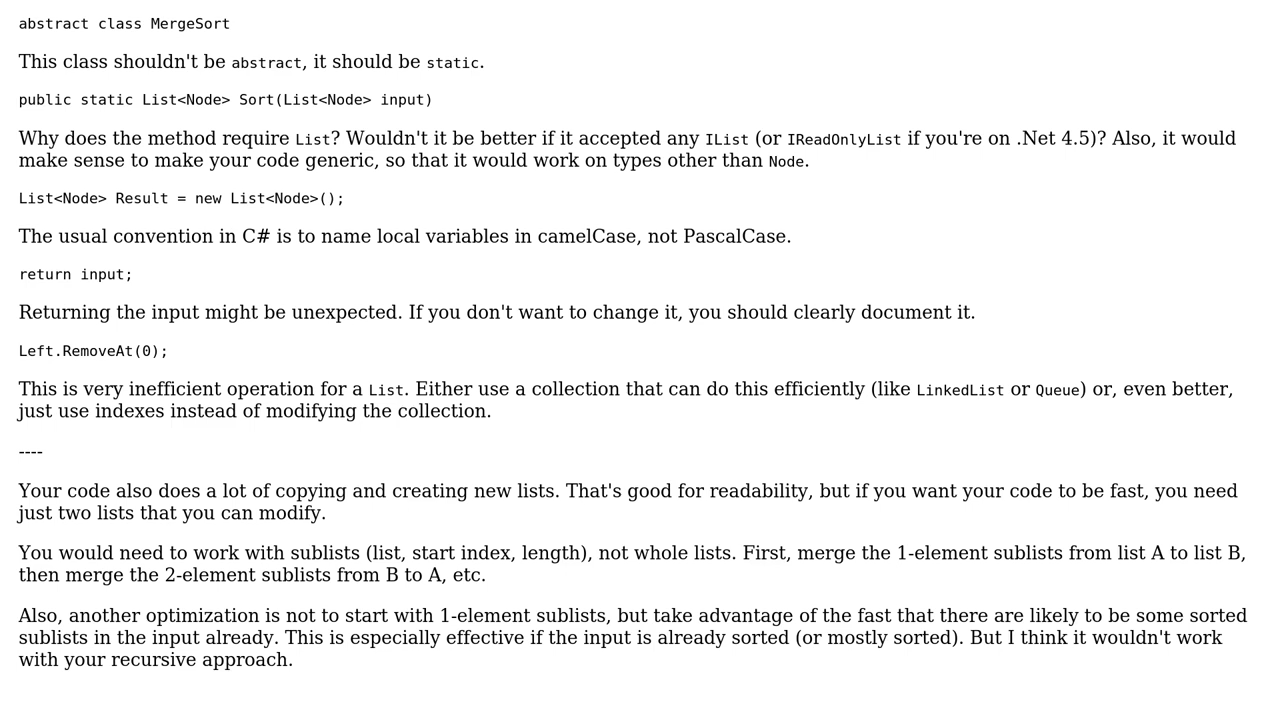 abstract class MergeSort
This class shouldn't be abstract, it should be static.
public static List<Node> Sort(List<Node> input)
Why does the method require List? Wouldn't it be better if it accepted any IList (or IReadOnlyList if you're on .Net 4.5)? Also, it would
make sense to make your code generic, so that it would work on types other than Node.
List<Node> Result = new List<Node>();
The usual convention in C# is to name local variables in camelCase, not PascalCase.
return input;
Returning the input might be unexpected. If you don't want to change it, you should clearly document it.
Left.RemoveAt(0);
This is very inefficient operation for a List. Either use a collection that can do this efficiently (like LinkedList or Queue) or, even better,
just use indexes instead of modifying the collection.
----
Your code also does a lot of copying and creating new lists. That's good for readability, but if you want your code to be fast, you need
just two lists that you can modify.
You would need to work with sublists (list, start index, length), not whole lists. First, merge the 1-element sublists from list A to list B,
then merge the 2-element sublists from B to A, etc.
Also, another optimization is not to start with 1-element sublists, but take advantage of the fast that there are likely to be some sorted
sublists in the input already. This is especially effective if the input is already sorted (or mostly sorted). But I think it wouldn't work
with your recursive approach.